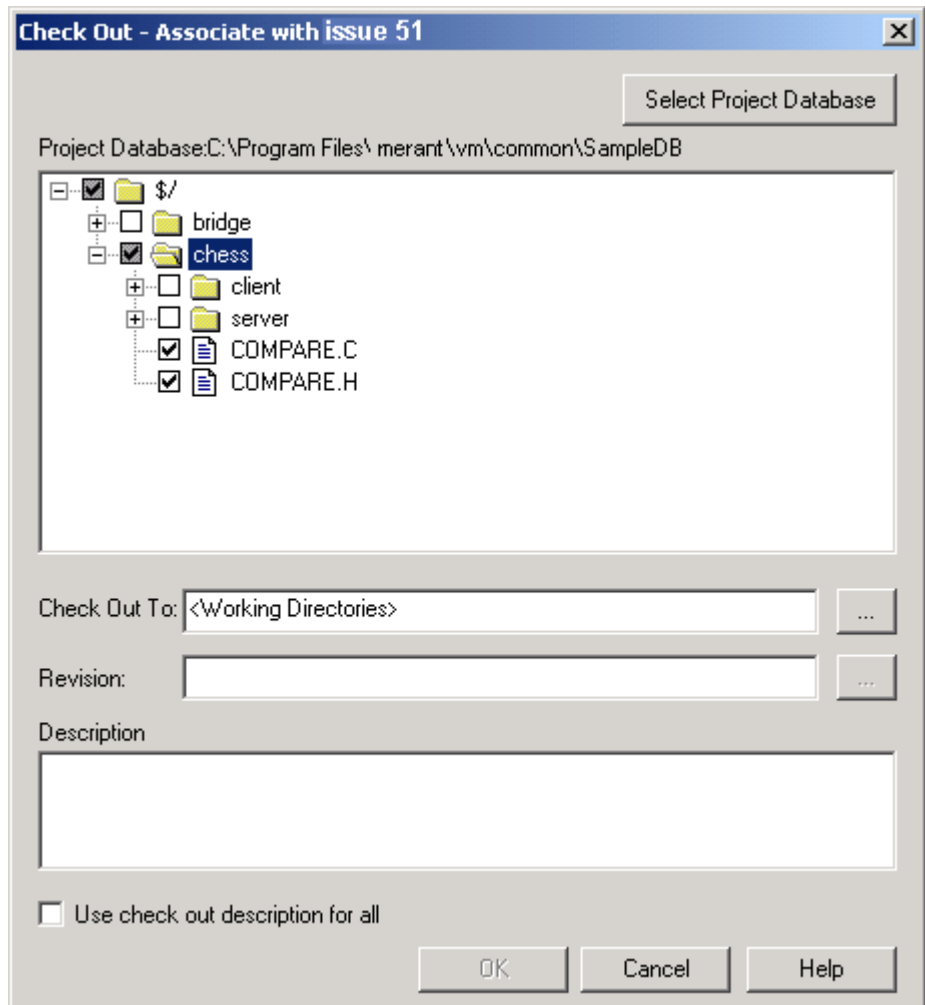 Check Out - Associate with issue 51
Select Project Database
Project Database:C:\Program Files\ merant\vm\common\SampleDB
$/
bridge
chess
client
server
COMPARE.C
COMPARE.H
Check Out To: <Working Directories> ...
Revision: ...
Description
Use check out description for all
OK Cancel Help